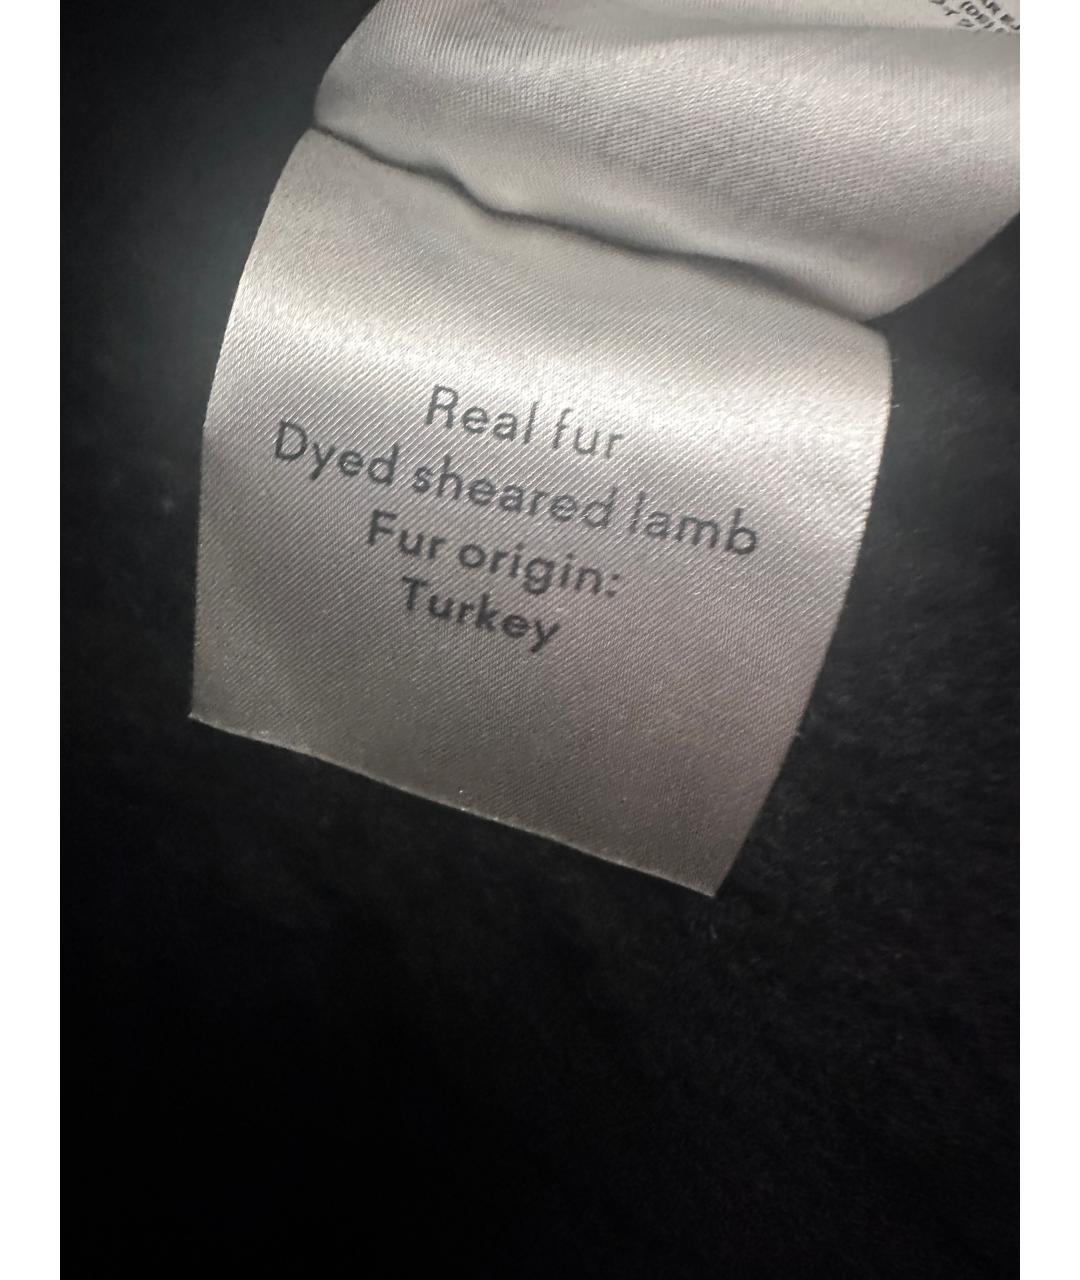 Real fur
Dyed sheared lamb
Fur origin:
Turkey